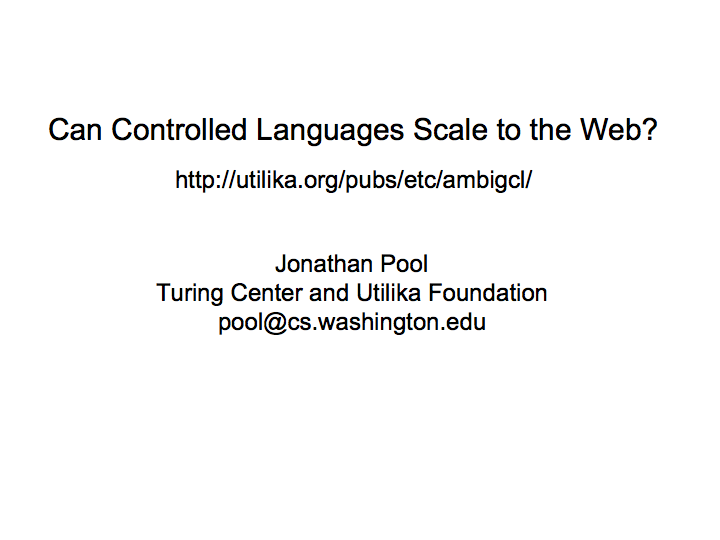 Can Controlled Languages Scale to the Web?
http://utilika.org/pubs/etc/ambigcl/
Jonathan Pool
Turing Center and Utilika Foundation
pool@cs.washington.edu